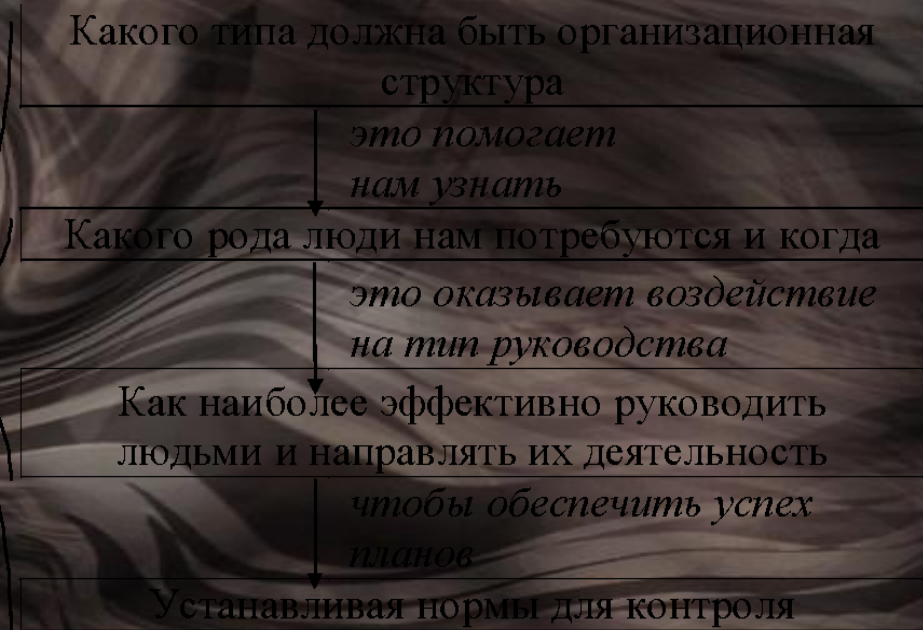 Какого типа должна быть организационная
структура
это помогает
нам узнать
Какого рода люди нам потребуются и когда
это оказывает воздействие
на тип руководства
Как наиболее эффективно руководить
людьми и направлять их деятельность
чтобы обеспечить успех
планов
Устанавливая нормы для контроля